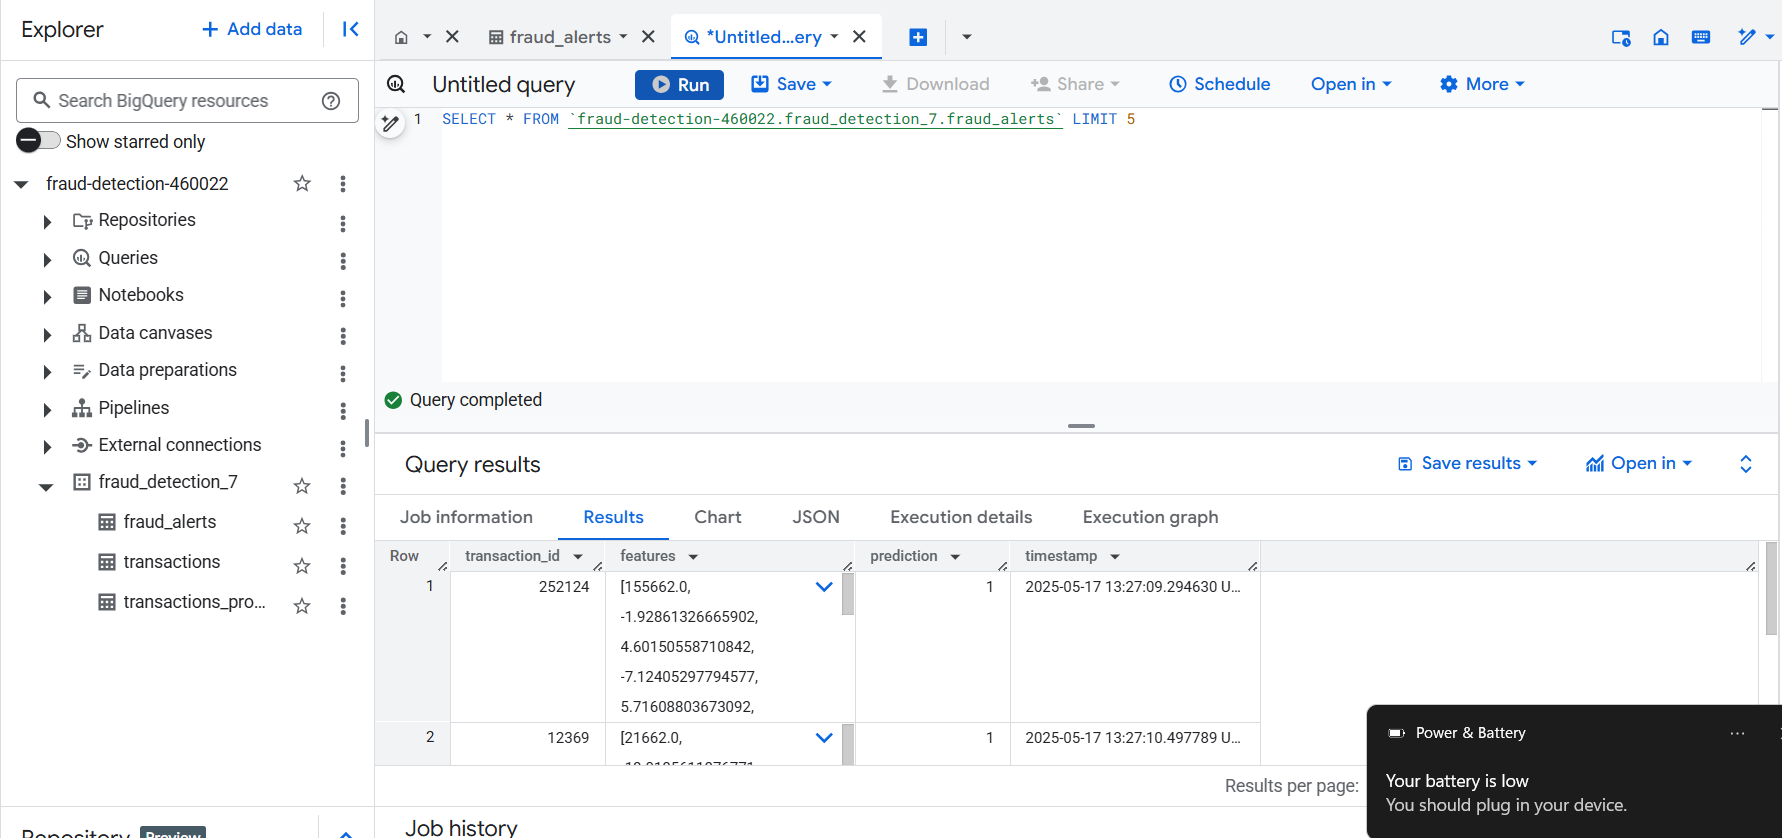 Explorer
+ Add data
Search BigQuery resources
Show starred only
fraud-detection-460022
Repositories
Queries
Notebooks
Data canvases
Data preparations
Pipelines
External connections
fraud_detection_7
fraud_alerts
transactions
transactions_pro...
Repository Preview
fraud_alerts
*Untitled...ery
Untitled query
Run
Save
Download
Share
Schedule
Open in
More
1 SELECT * FROM `fraud-detection-460022.fraud_detection_7.fraud_alerts` LIMIT 5
Query completed
Query results
Save results
Open in
Job information
Results
Chart
JSON
Execution details
Execution graph
Row transaction_id features prediction timestamp
1 252124 [155662.0, 1 2025-05-17 13:27:09.294630 U...
-1.92861326665902,
4.60150558710842,
-7.12405297794577,
5.71608803673092,
2 12369 [21662.0, 1 2025-05-17 13:27:10.497789 U...
Results per page:
Job history
Power & Battery
Your battery is low
You should plug in your device.